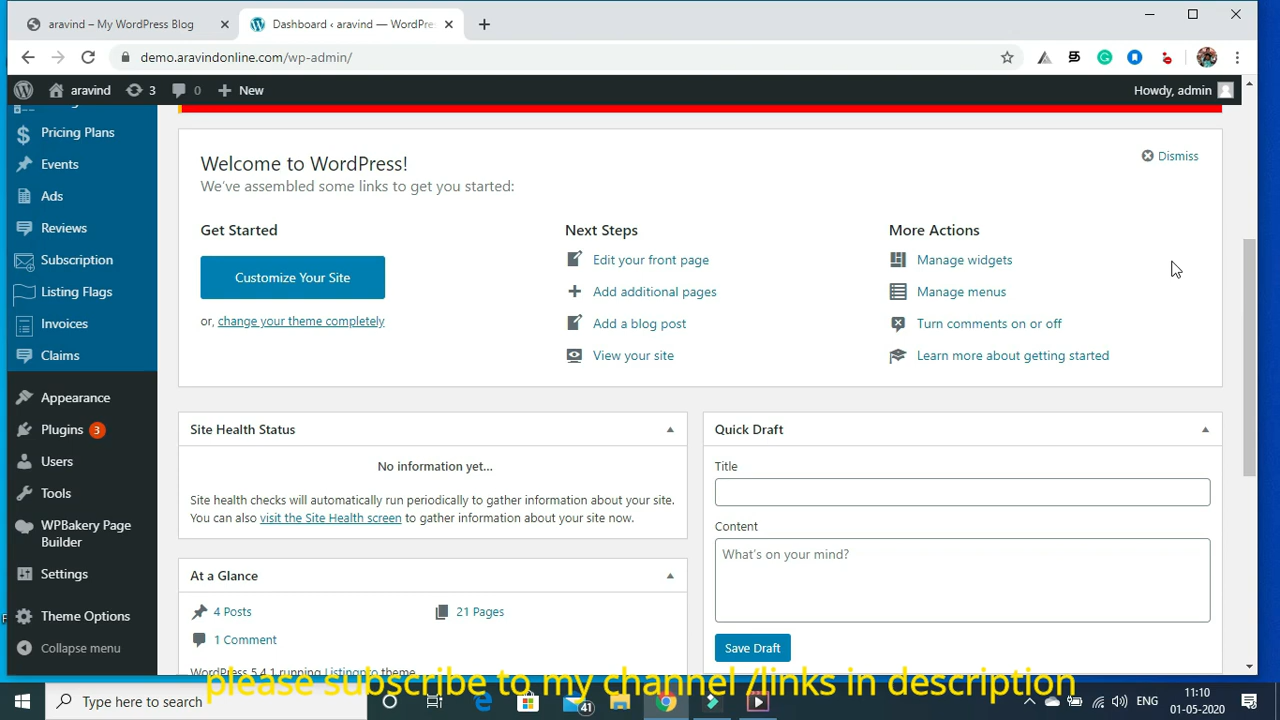 aravind – My WordPress Blog
Dashboard ‹ aravind — WordPre
demo.aravindonline.com/wp-admin/
aravind 3 0 New
Howdy, admin
Pricing Plans
Events
Ads
Reviews
Subscription
Listing Flags
Invoices
Claims
Appearance
Plugins 3
Users
Tools
WPBakery Page
Builder
Settings
Theme Options
Collapse menu
Welcome to WordPress!
Dismiss
We've assembled some links to get you started:
Get Started
Customize Your Site
or, change your theme completely
Next Steps
Edit your front page
Add additional pages
Add a blog post
View your site
More Actions
Manage widgets
Manage menus
Turn comments on or off
Learn more about getting started
Site Health Status
No information yet...
Site health checks will automatically run periodically to gather information about your site.
You can also visit the Site Health screen to gather information about your site now.
At a Glance
4 Posts
21 Pages
1 Comment
WordPress 5.4.1 running Listingpro theme
Quick Draft
Title
Content
What's on your mind?
Save Draft
please subscribe to my channel /links in description
Type here to search
41
ENG
11:10
01-05-2020